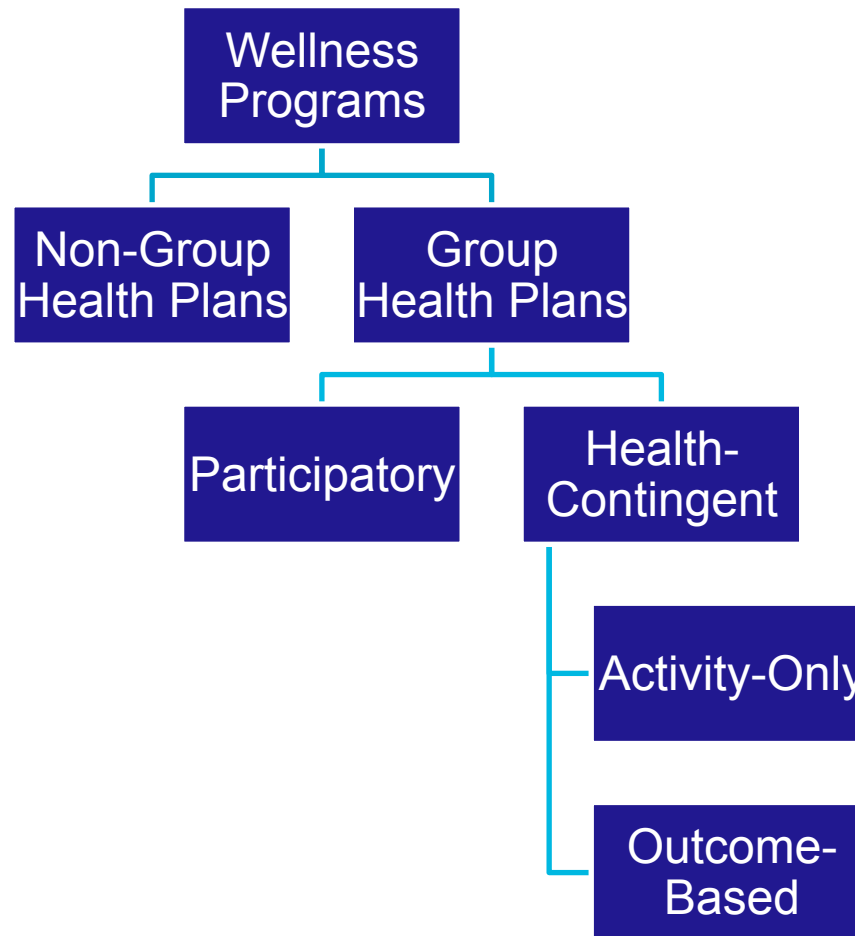 Wellness
Programs
Non-Group
Health Plans
Group
Health Plans
Participatory
Health-
Contingent
Activity-Only
Outcome-
Based